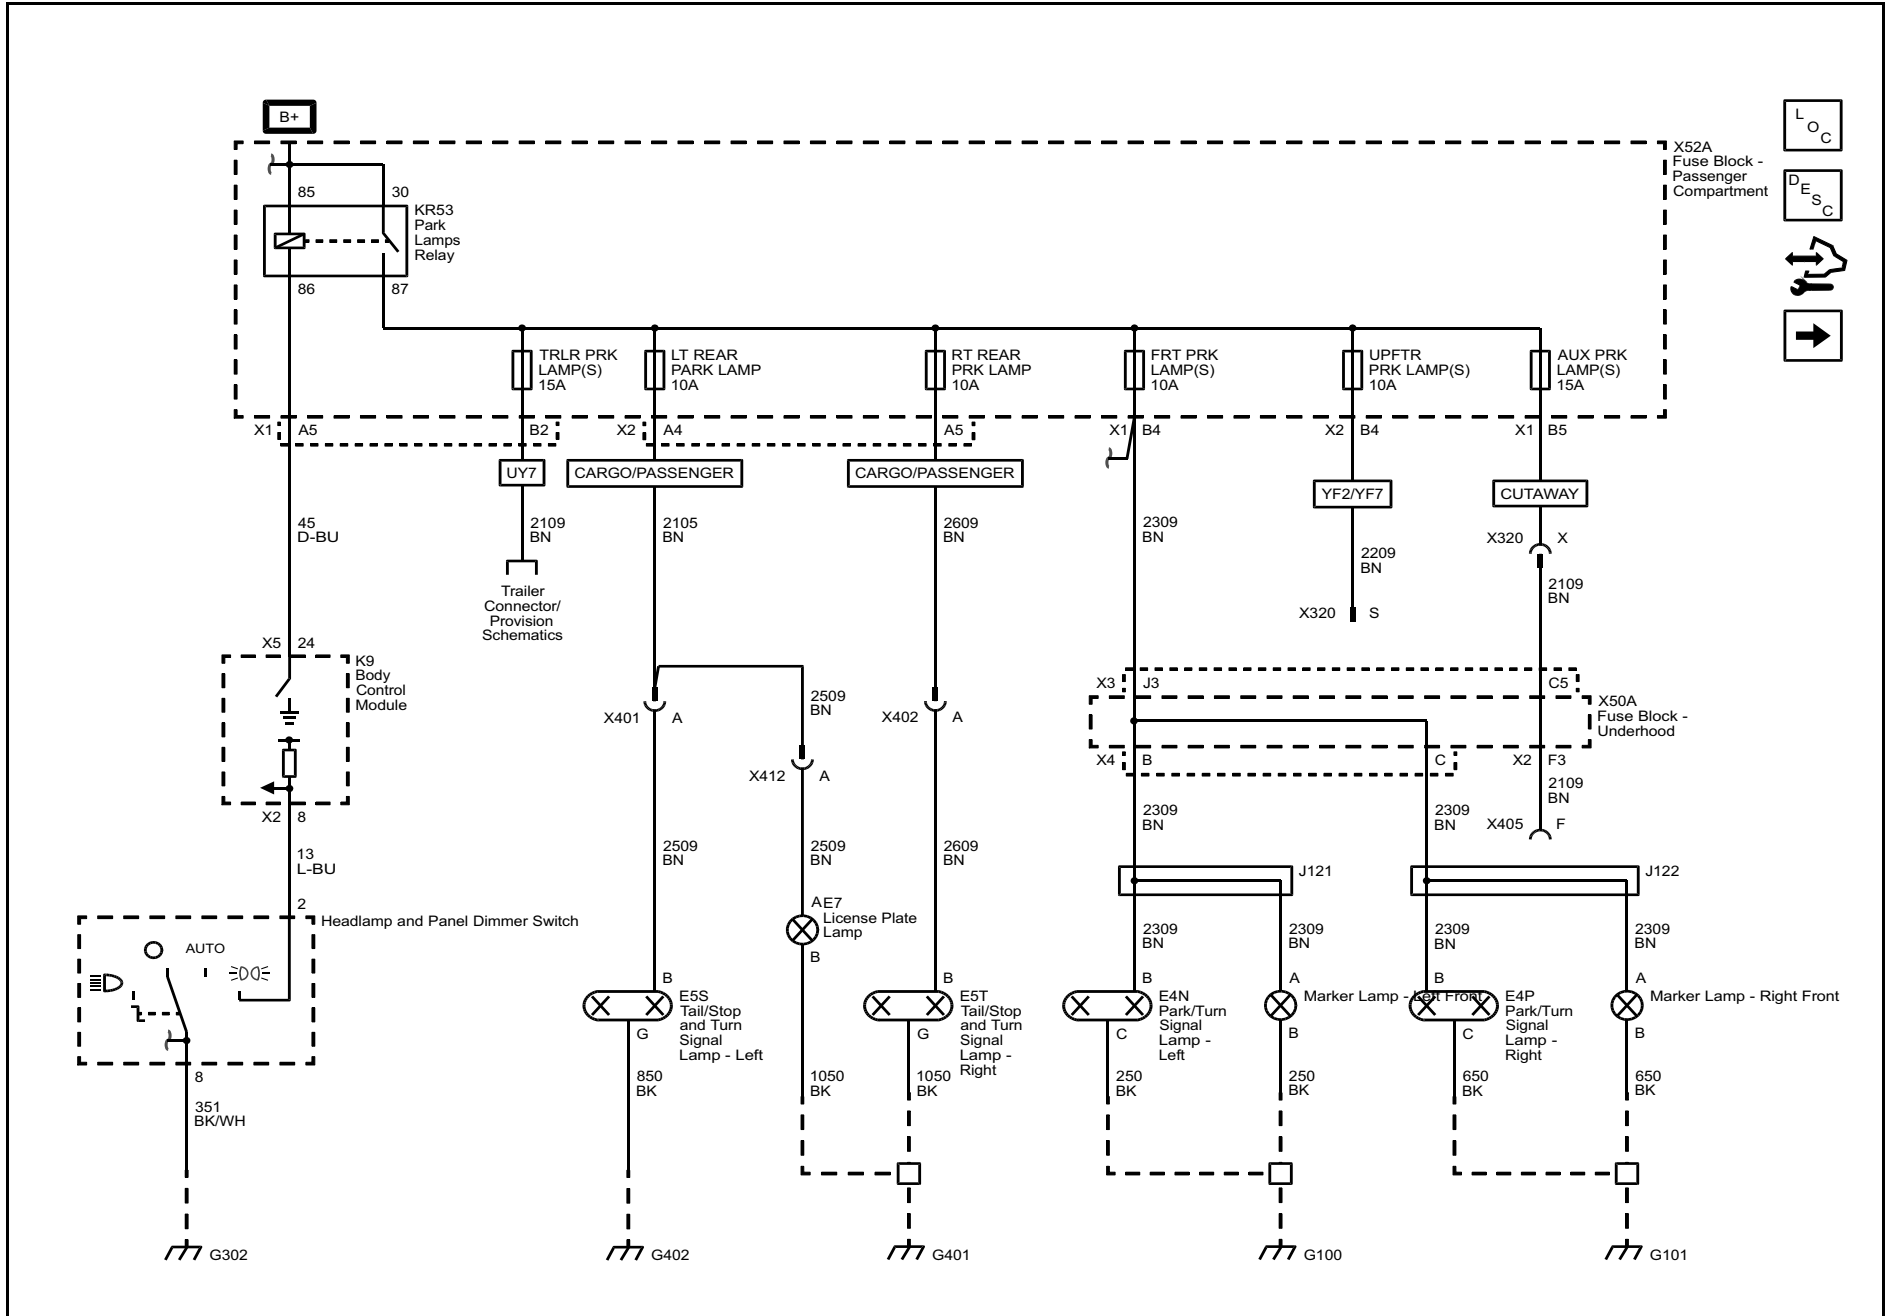 B+
X52A
Fuse Block -
Passenger
Compartment
L
O
C
D
E
S
C
85
30
KR53
Park
Lamps
Relay
86
87
TRLR PRK
LAMP(S)
15A
LT REAR
PARK LAMP
10A
RT REAR
PRK LAMP
10A
FRT PRK
LAMP(S)
10A
UPFTR
PRK LAMP(S)
10A
AUX PRK
LAMP(S)
15A
X1
A5
B2
X2
A4
A5
X1
B4
X2
B4
X1
B5
UY7
CARGO/PASSENGER
CARGO/PASSENGER
YF2/YF7
CUTAWAY
45
D-BU
2109
BN
2105
BN
2609
BN
2309
BN
2209
BN
X320
X
2109
BN
Trailer
Connector/
Provision
Schematics
X320
S
X5
24
K9
Body
Control
Module
2509
BN
X401
A
X402
A
X3
J3
C5
X50A
Fuse Block -
Underhood
X412
A
X4
B
C
X2
F3
2109
BN
X2
8
13
L-BU
2509
BN
2509
BN
2609
BN
2309
BN
2309
BN
X405
F
J121
J122
2
Headlamp and Panel Dimmer Switch
AUTO
A
E7
License Plate
Lamp
B
2309
BN
2309
BN
2309
BN
2309
BN
B
E5S
Tail/Stop
and Turn
Signal
Lamp - Left
G
B
E5T
Tail/Stop
and Turn
Signal
Lamp -
Right
G
B
E4N
Park/Turn
Signal
Lamp -
Left
C
A
Marker Lamp - Left Front
B
B
E4P
Park/Turn
Signal
Lamp -
Right
C
A
Marker Lamp - Right Front
B
8
351
BK/WH
850
BK
1050
BK
1050
BK
250
BK
250
BK
650
BK
650
BK
G302
G402
G401
G100
G101